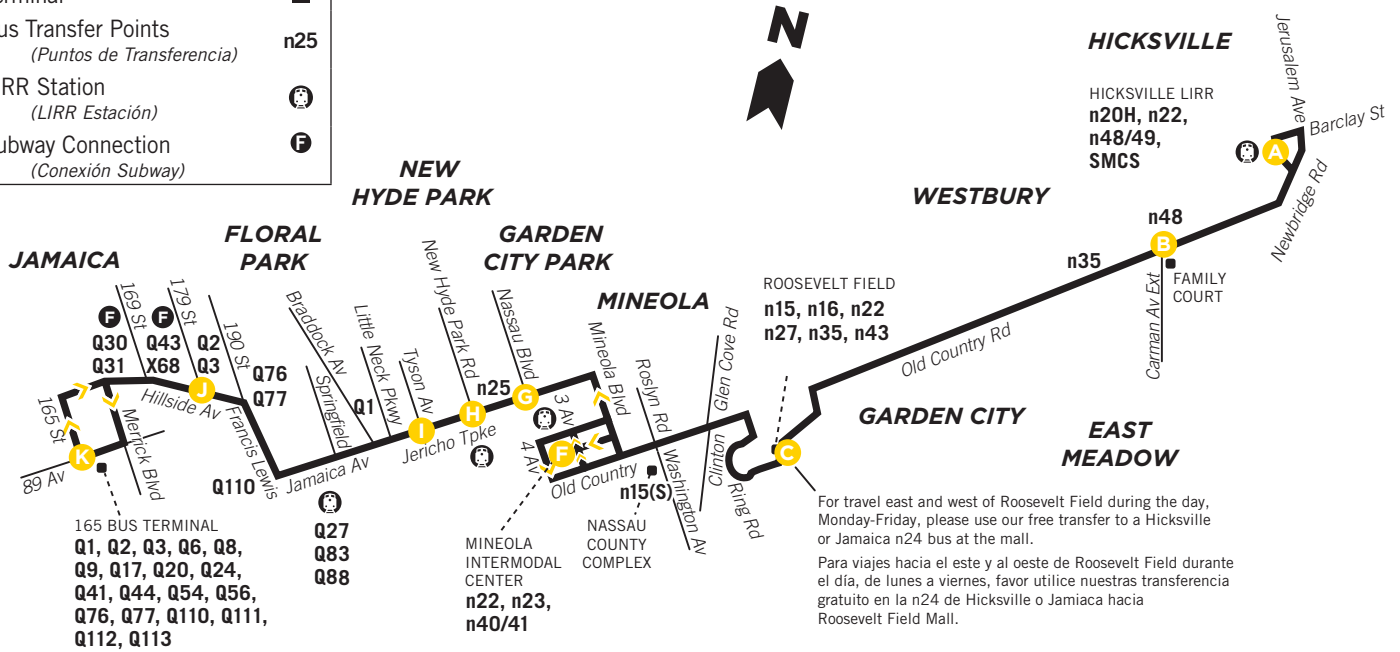 us Transfer Points
(Puntos de Transferencia)
n25
RR Station
(LIRR Estación)
ubway Connection
(Conexión Subway)
F
N
HICKSVILLE
HICKSVILLE LIRR
n20H, n22,
n48/49,
SMCS
Jerusalem Ave
Barclay St
A
Newbridge Rd
WESTBURY
n48
B
n35
FAMILY
COURT
Carman Av Ext
Old Country Rd
NEW
HYDE PARK
FLORAL
PARK
GARDEN
CITY PARK
JAMAICA
MINEOLA
ROOSEVELT FIELD
n15, n16, n22
n27, n35, n43
GARDEN CITY
EAST
MEADOW
169 St
179 St
190 St
F
F
Q30
Q31
Q43
X68
Q2
Q3
Q76
Q77
J
Hillside Av
165 St
K
89 Av
Merrick Blvd
Francis Lewis
Q110
Braddock Av
Springfield
Little Neck Pkwy
Q1
Tyson Av
I
Jamaica Av
Jericho Tpke
New Hyde Park Rd
H
n25
Nassau Blvd
G
Mineola Blvd
3 Av
4 Av
F
Old Country
Roslyn Rd
Washington Av
n15(S)
Glen Cove Rd
Clinton
Ring Rd
C
165 BUS TERMINAL
Q1, Q2, Q3, Q6, Q8,
Q9, Q17, Q20, Q24,
Q41, Q44, Q54, Q56,
Q76, Q77, Q110, Q111,
Q112, Q113
Q27
Q83
Q88
MINEOLA
INTERMODAL
CENTER
n22, n23,
n40/41
NASSAU
COUNTY
COMPLEX
For travel east and west of Roosevelt Field during the day,
Monday-Friday, please use our free transfer to a Hicksville
or Jamaica n24 bus at the mall.
Para viajes hacia el este y al oeste de Roosevelt Field durante
el día, de lunes a viernes, favor utilice nuestras transferencia
gratuito en la n24 de Hicksville o Jamiaca hacia
Roosevelt Field Mall.